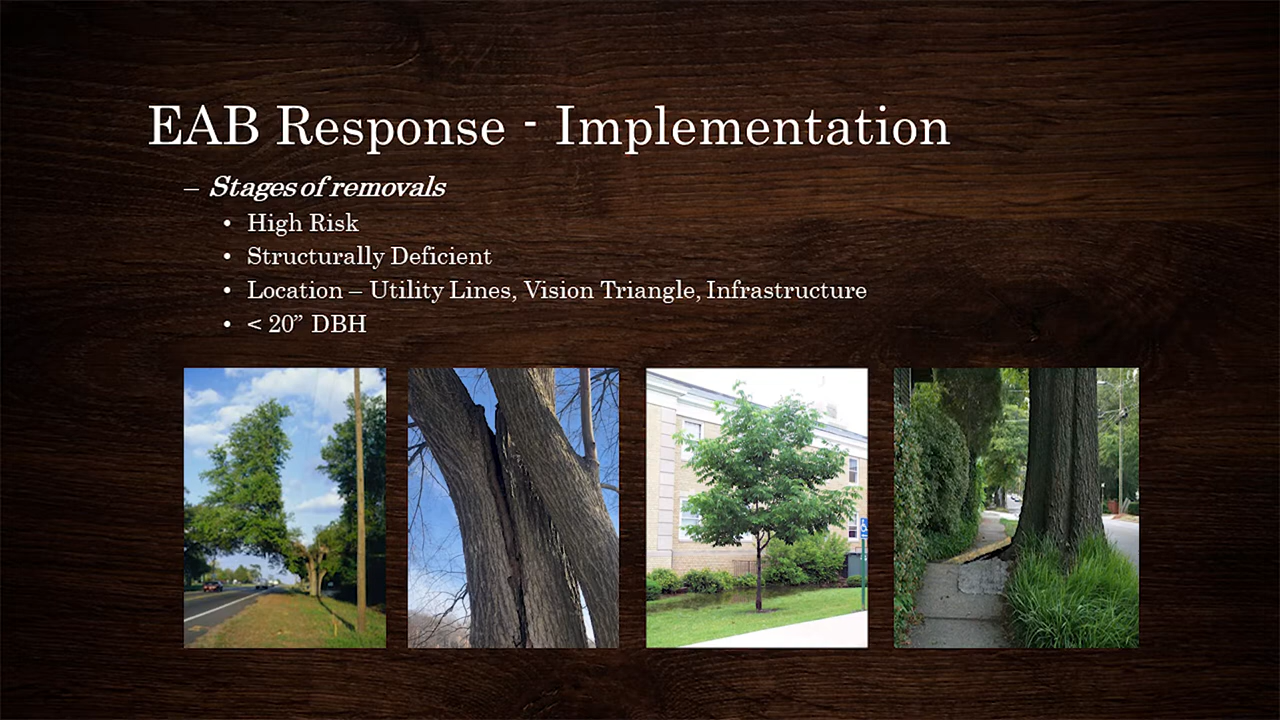 EAB Response - Implementation
– Stages of removals
• High Risk
• Structurally Deficient
• Location – Utility Lines, Vision Triangle, Infrastructure
• < 20” DBH